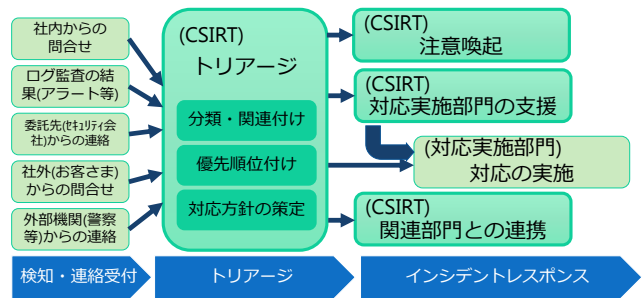 社内からの
問合せ
ログ監査の結
果(アラート等)
委託先(ｾｷｭﾘﾃｨ会
社)からの連絡
社外(お客さま)
からの問合せ
外部機関(警察
等)からの連絡
(CSIRT)
トリアージ
分類・関連付け
優先順位付け
対応方針の策定
(CSIRT)
注意喚起
(CSIRT)
対応実施部門の支援
(対応実施部門)
対応の実施
(CSIRT)
関連部門との連携
検知・連絡受付
トリアージ
インシデントレスポンス